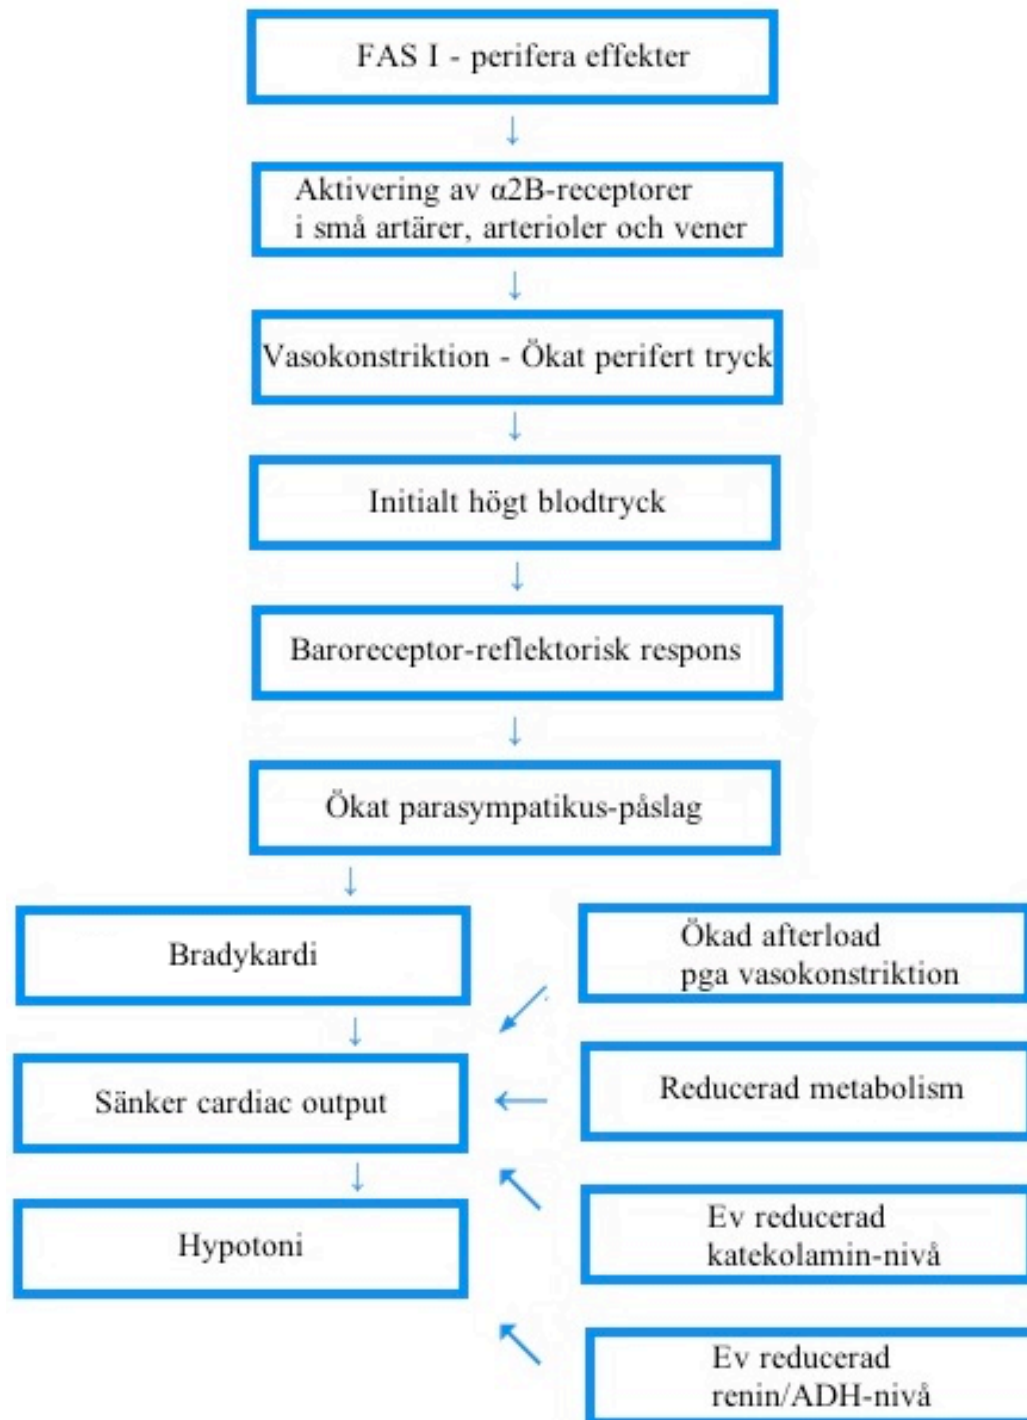 FAS I - perifera effekter
↓
Aktivering av α2B-receptorer
i små artärer, arterioler och vener
↓
Vasokonstriktion - Ökat perifert tryck
↓
Initialt högt blodtryck
↓
Baroreceptor-reflektorisk respons
↓
Ökat parasympatikus-påslag
↓
Bradykardi
↓
Sänker cardiac output
↓
Hypotoni
Ökad afterload
pga vasokonstriktion
Reducerad metabolism
Ev reducerad
katekolamin-nivå
Ev reducerad
renin/ADH-nivå